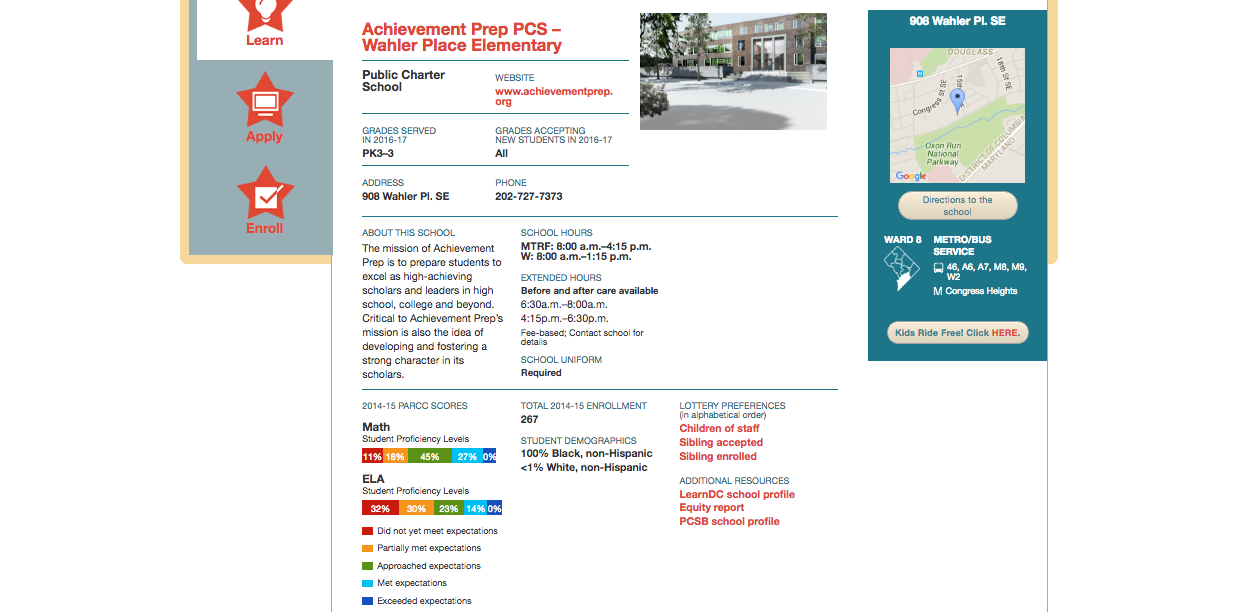 Learn
Apply
Enroll
Achievement Prep PCS –
Wahler Place Elementary
Public Charter
School
WEBSITE
www.achievementprep.
org
GRADES SERVED
IN 2016-17
PK3–3
GRADES ACCEPTING
NEW STUDENTS IN 2016-17
All
ADDRESS
908 Wahler Pl. SE
PHONE
202-727-7373
ABOUT THIS SCHOOL
The mission of Achievement
Prep is to prepare students to
excel as high-achieving
scholars and leaders in high
school, college and beyond.
Critical to Achievement Prep's
mission is also the idea of
developing and fostering a
strong character in its
scholars.
SCHOOL HOURS
MTRF: 8:00 a.m.–4:15 p.m.
W: 8:00 a.m.–1:15 p.m.
EXTENDED HOURS
Before and after care available
6:30a.m.–8:00a.m.
4:15p.m.–6:30p.m.
Fee-based; Contact school for
details
SCHOOL UNIFORM
Required
2014-15 PARCC SCORES
Math
Student Proficiency Levels
11% 18% 45% 27% 0%
ELA
Student Proficiency Levels
32% 30% 23% 14% 0%
Did not yet meet expectations
Partially met expectations
Approached expectations
Met expectations
Exceeded expectations
TOTAL 2014-15 ENROLLMENT
267
STUDENT DEMOGRAPHICS
100% Black, non-Hispanic
<1% White, non-Hispanic
LOTTERY PREFERENCES
(in alphabetical order)
Children of staff
Sibling accepted
Sibling enrolled
ADDITIONAL RESOURCES
LearnDC school profile
Equity report
PCSB school profile
908 Wahler Pl. SE
DOUGLASS
18th St SE
Congress St SE
Oxon Run
National
Parkway
DISTRICT OF COLUMBIA
MARYLAND
Google
Directions to the
school
WARD 8
METRO/BUS
SERVICE
46, A6, A7, M8, M9,
W2
M Congress Heights
Kids Ride Free! Click HERE.